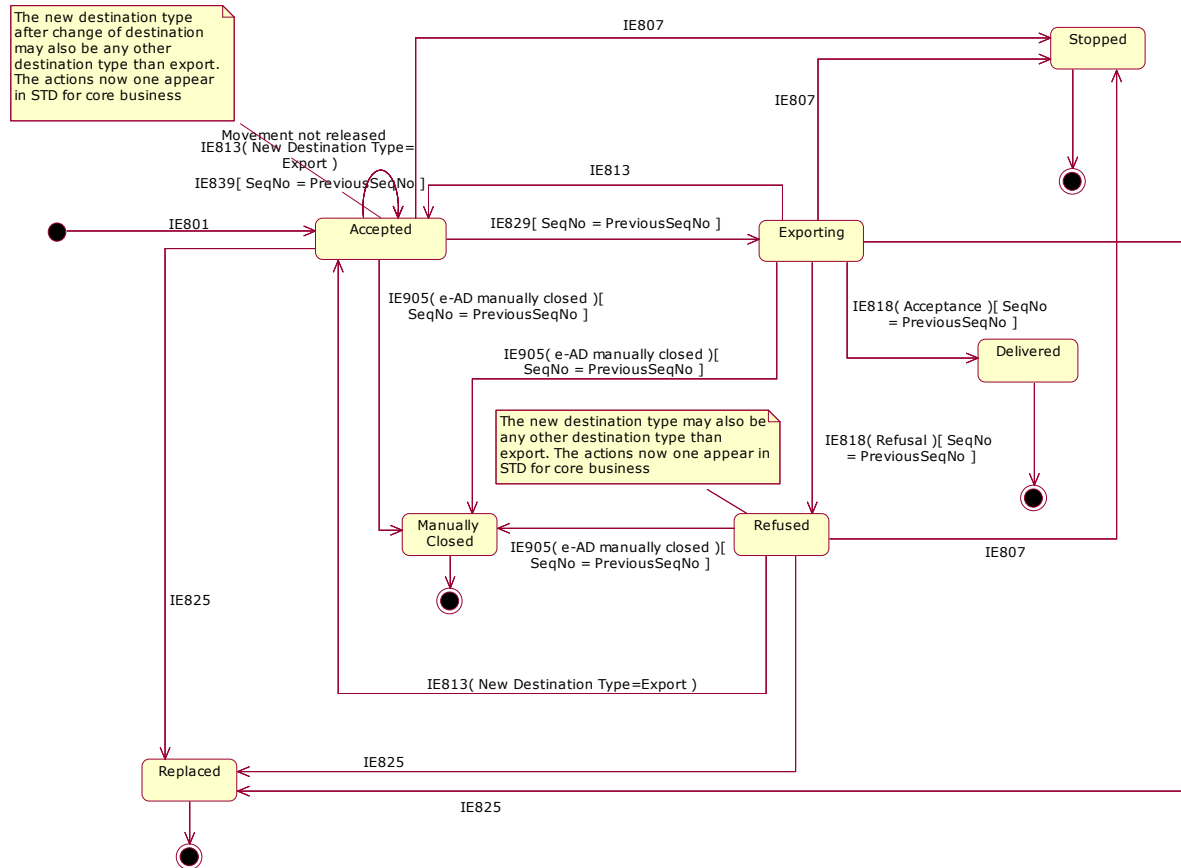 The new destination type
after change of destination
may also be any other
destination type than export.
The actions now one appear
in STD for core business
IE807
Stopped
IE807
Movement not released
IE813( New Destination Type=
Export )
IE839[ SeqNo = PreviousSeqNo ]
IE813
IE801
Accepted
IE829[ SeqNo = PreviousSeqNo ]
Exporting
IE905( e-AD manually closed )[
SeqNo = PreviousSeqNo ]
IE818( Acceptance )[ SeqNo
= PreviousSeqNo ]
Delivered
IE905( e-AD manually closed )[
SeqNo = PreviousSeqNo ]
The new destination type may also be
any other destination type than
export. The actions now one appear in
STD for core business
IE818( Refusal )[ SeqNo
= PreviousSeqNo ]
Manually
Closed
Refused
IE905( e-AD manually closed )[
SeqNo = PreviousSeqNo ]
IE807
IE825
IE813( New Destination Type=Export )
IE825
Replaced
IE825